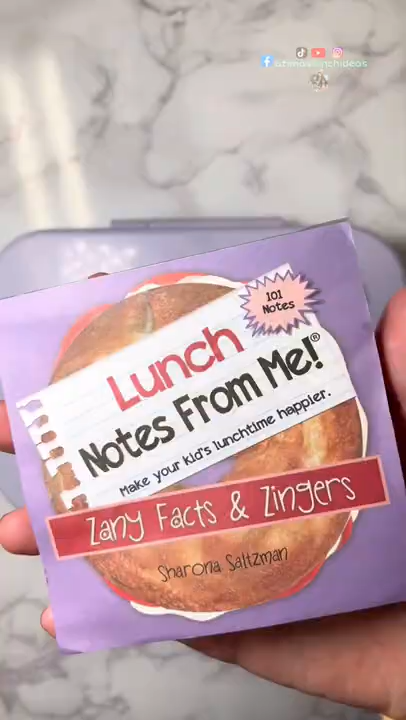 101
Notes
Lunch
Notes From Me!®
Make your kid's lunchtime happier.
Zany Facts & Zingers
Sharona Saltzman